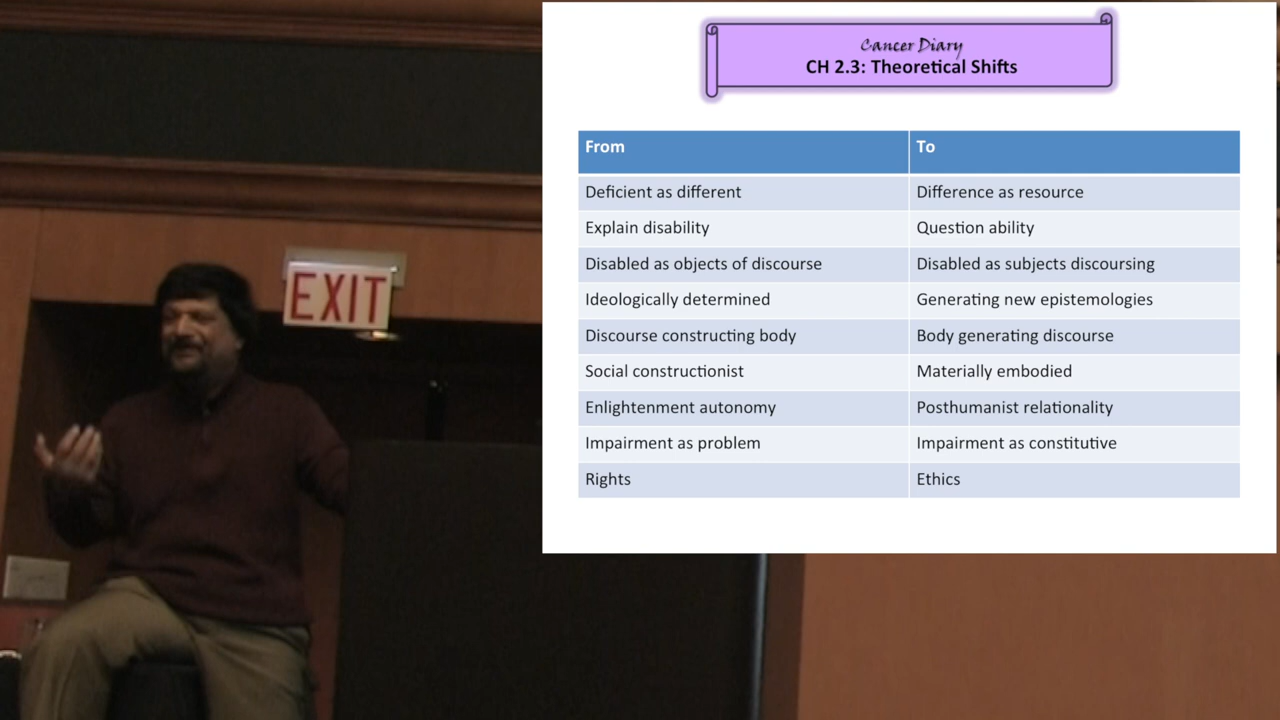 Cancer Diary
CH 2.3: Theoretical Shifts
From To
Deficient as different Difference as resource
Explain disability Question ability
Disabled as objects of discourse Disabled as subjects discoursing
Ideologically determined Generating new epistemologies
Discourse constructing body Body generating discourse
Social constructionist Materially embodied
Enlightenment autonomy Posthumanist relationality
Impairment as problem Impairment as constitutive
Rights Ethics
EXIT